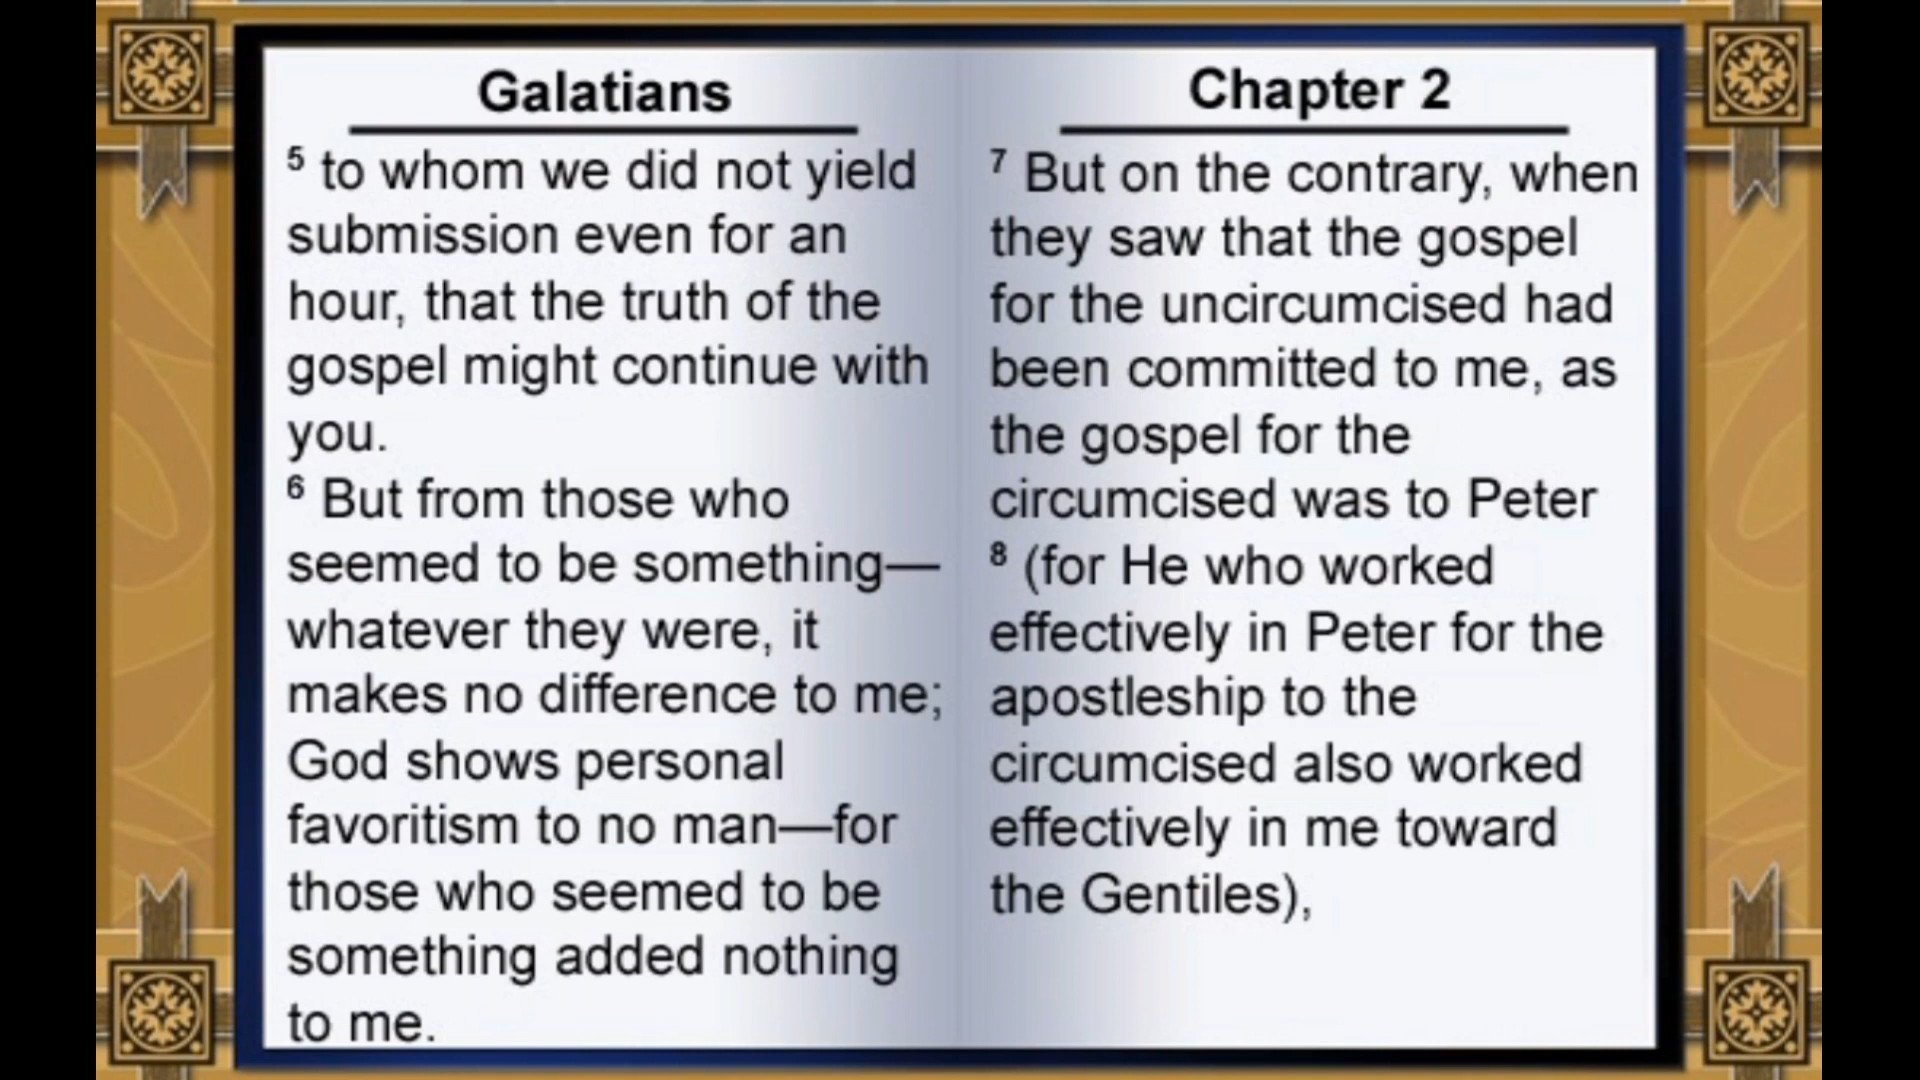 Galatians
5 to whom we did not yield
submission even for an
hour, that the truth of the
gospel might continue with
you.
6 But from those who
seemed to be something—
whatever they were, it
makes no difference to me;
God shows personal
favoritism to no man—for
those who seemed to be
something added nothing
to me.
Chapter 2
7 But on the contrary, when
they saw that the gospel
for the uncircumcised had
been committed to me, as
the gospel for the
circumcised was to Peter
8 (for He who worked
effectively in Peter for the
apostleship to the
circumcised also worked
effectively in me toward
the Gentiles),